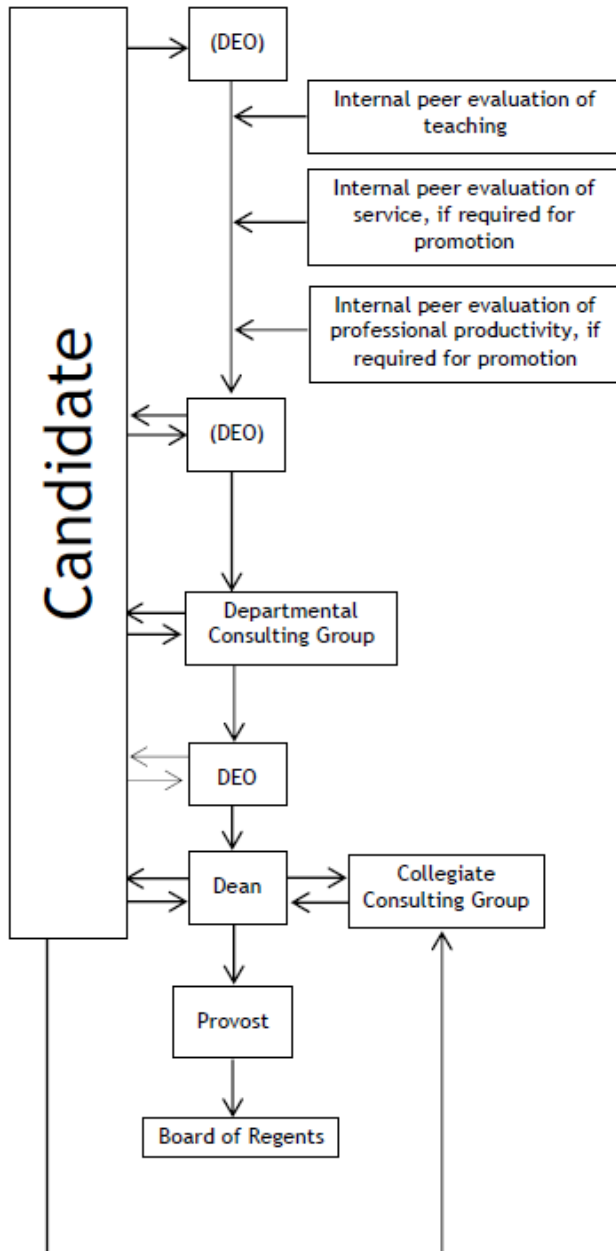 (DEO)
Internal peer evaluation of
teaching
Internal peer evaluation of
service, if required for
promotion
Internal peer evaluation of
professional productivity, if
required for promotion
Candidate
(DEO)
Departmental
Consulting Group
DEO
Dean
Collegiate
Consulting Group
Provost
Board of Regents